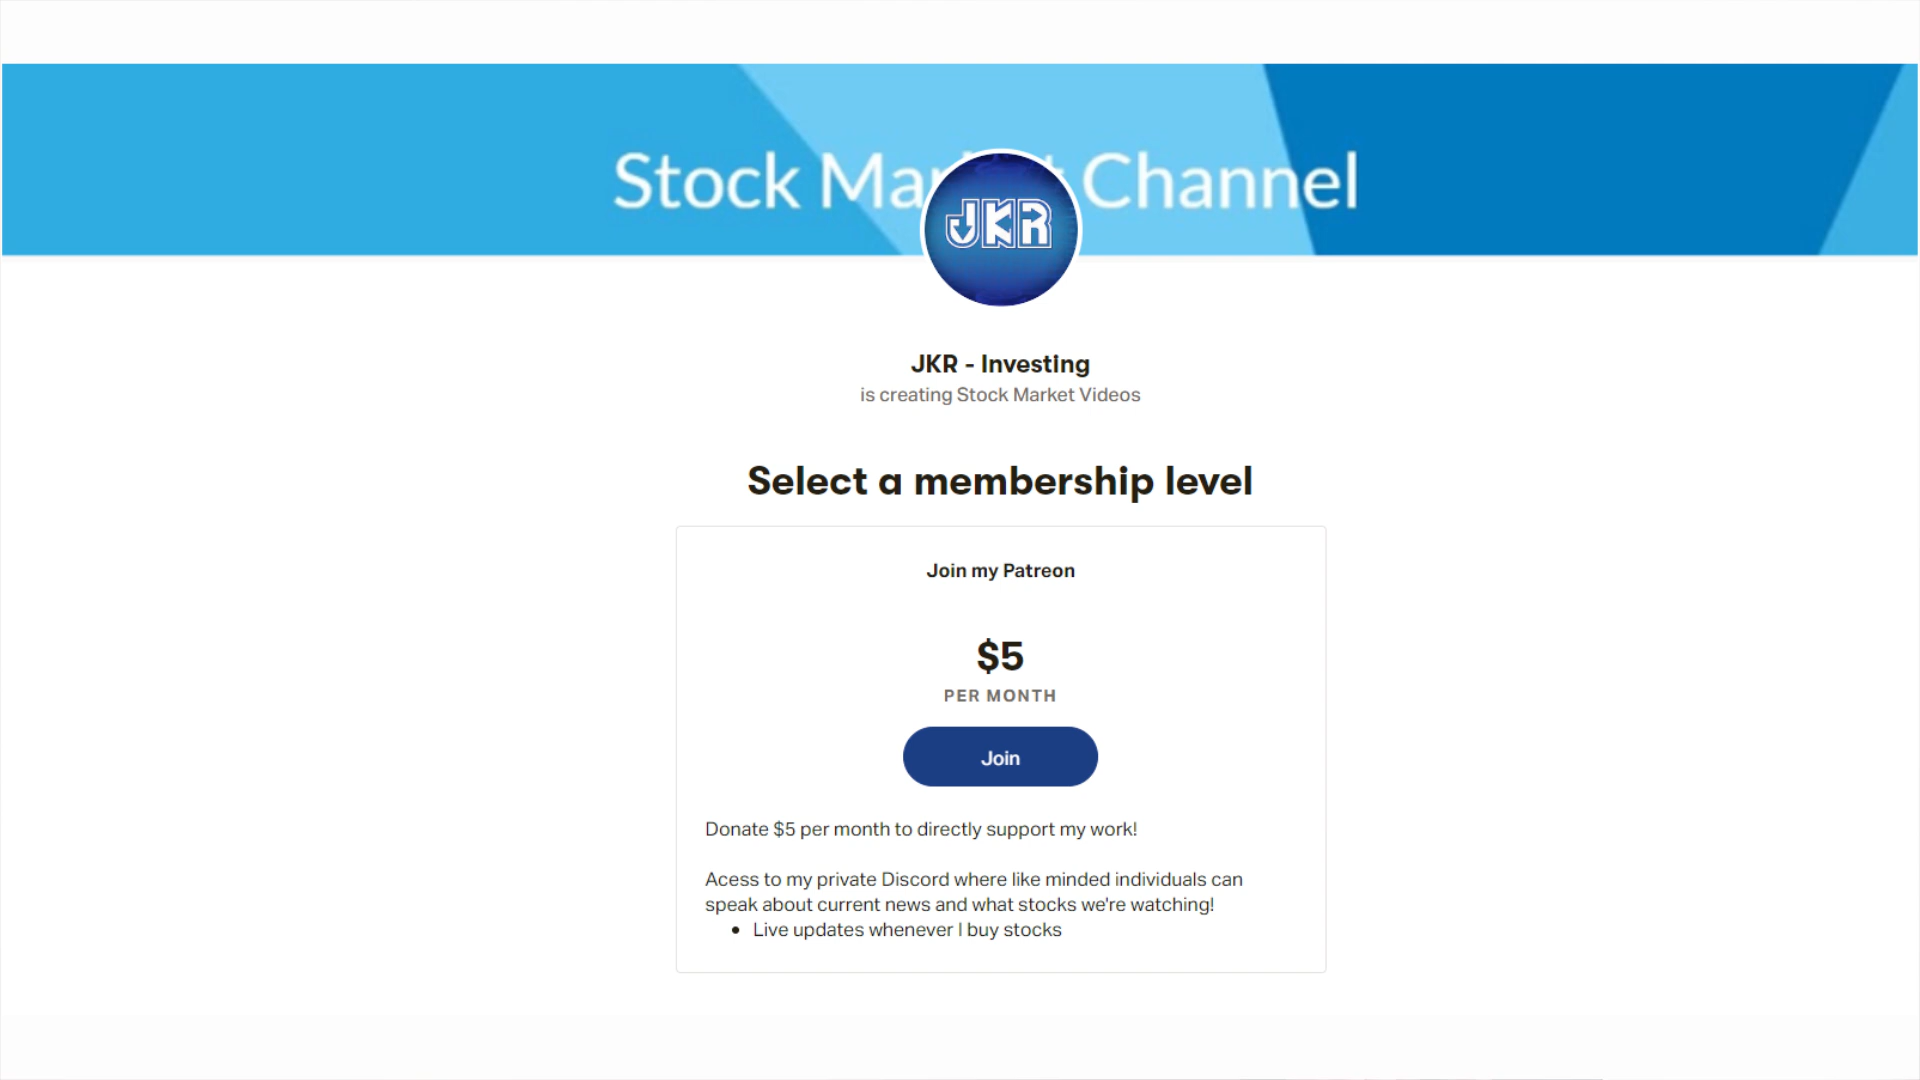 Stock Ma Channel
JKR
JKR - Investing
is creating Stock Market Videos
Select a membership level
Join my Patreon
$5
PER MONTH
Join
Donate $5 per month to directly support my work!
Acess to my private Discord where like minded individuals can
speak about current news and what stocks we're watching!
• Live updates whenever I buy stocks